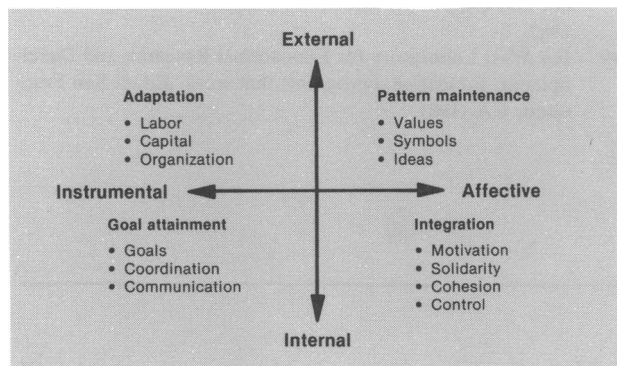 External
Adaptation
• Labor
• Capital
• Organization
Pattern maintenance
• Values
• Symbols
• Ideas
Instrumental
Affective
Goal attainment
• Goals
• Coordination
• Communication
Integration
• Motivation
• Solidarity
• Cohesion
• Control
Internal